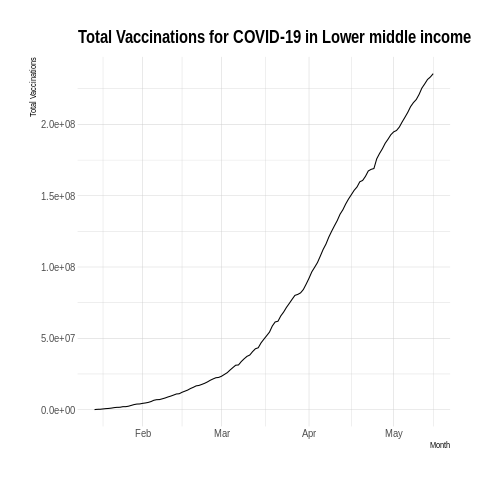 Total Vaccinations for COVID-19 in Lower middle income
Total Vaccinations
2.0e+08
1.5e+08
1.0e+08
5.0e+07
0.0e+00
Feb Mar Apr May
Month